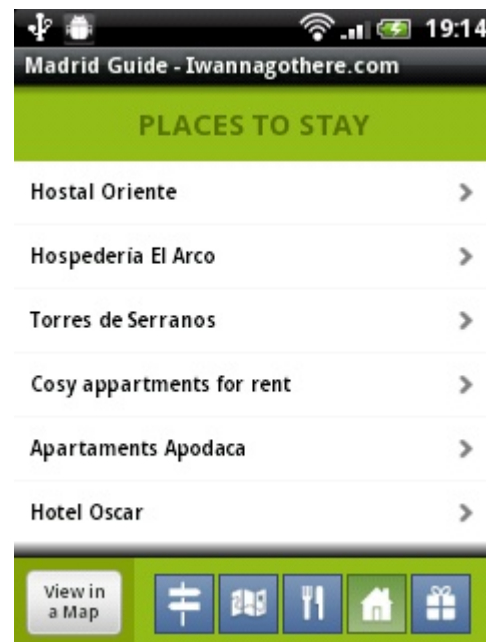 19:14
Madrid Guide - Iwannagothere.com
PLACES TO STAY
Hostal Oriente
Hospedería El Arco
Torres de Serranos
Cosy appartments for rent
Apartaments Apodaca
Hotel Oscar
View in
a Map